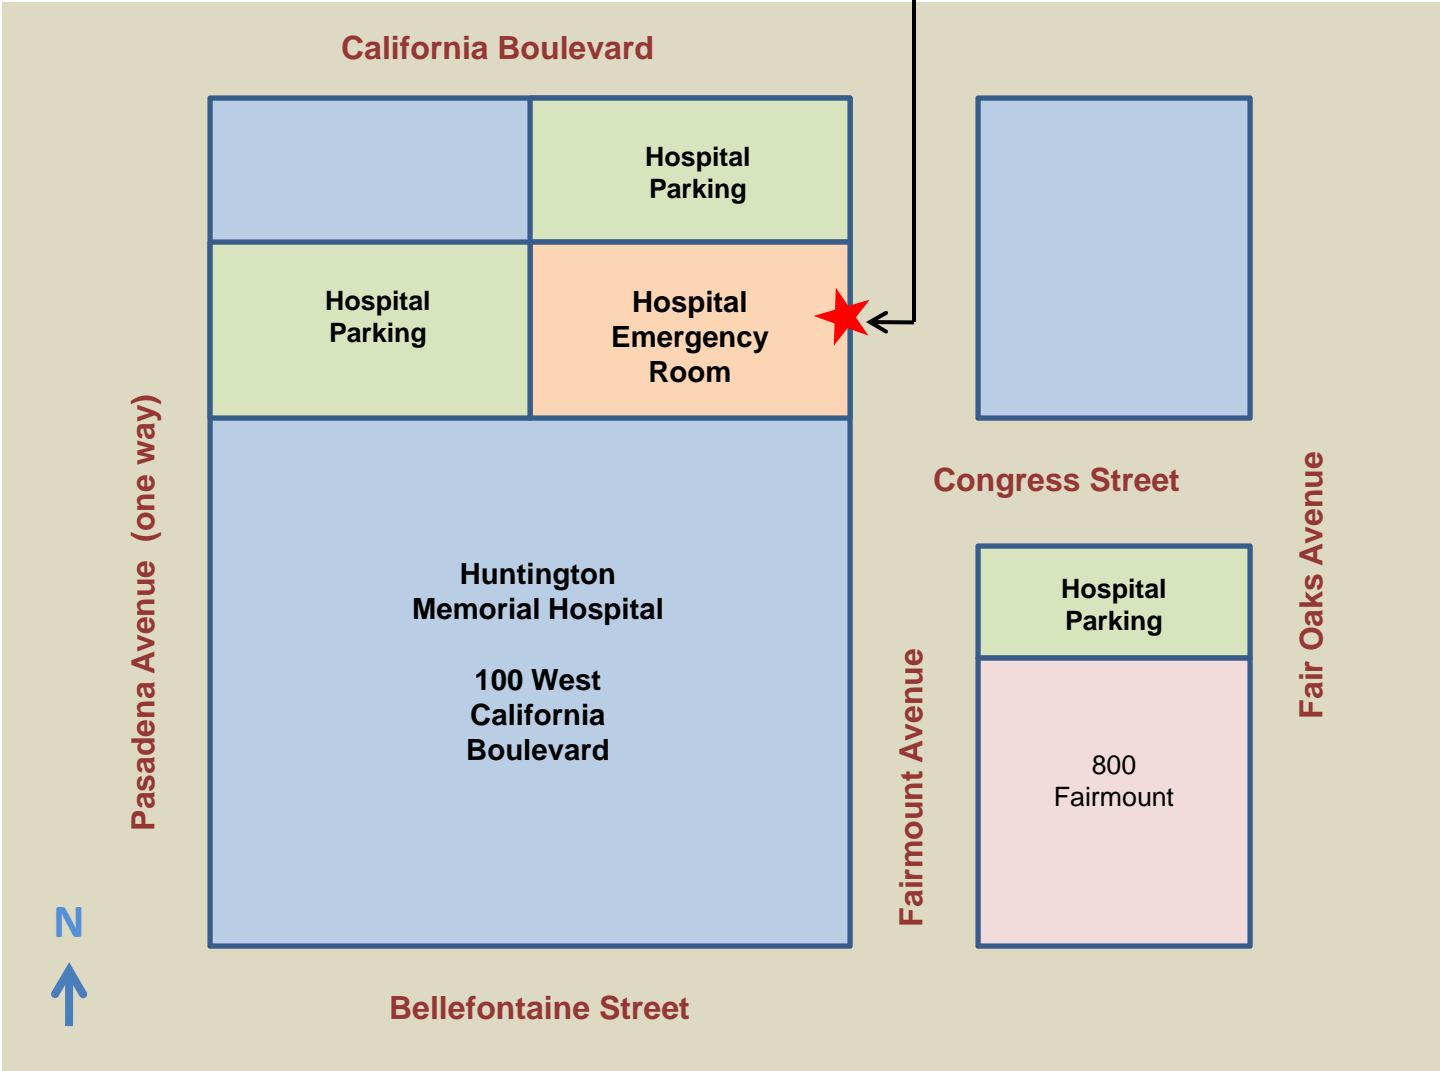 California Boulevard
Hospital
Parking
Hospital
Parking
Hospital
Emergency
Room
Pasadena Avenue  (one way)
Congress Street
Fair Oaks Avenue
Huntington
Memorial Hospital
100 West
California
Boulevard
Hospital
Parking
Fairmount Avenue
800
Fairmount
N
Bellefontaine Street